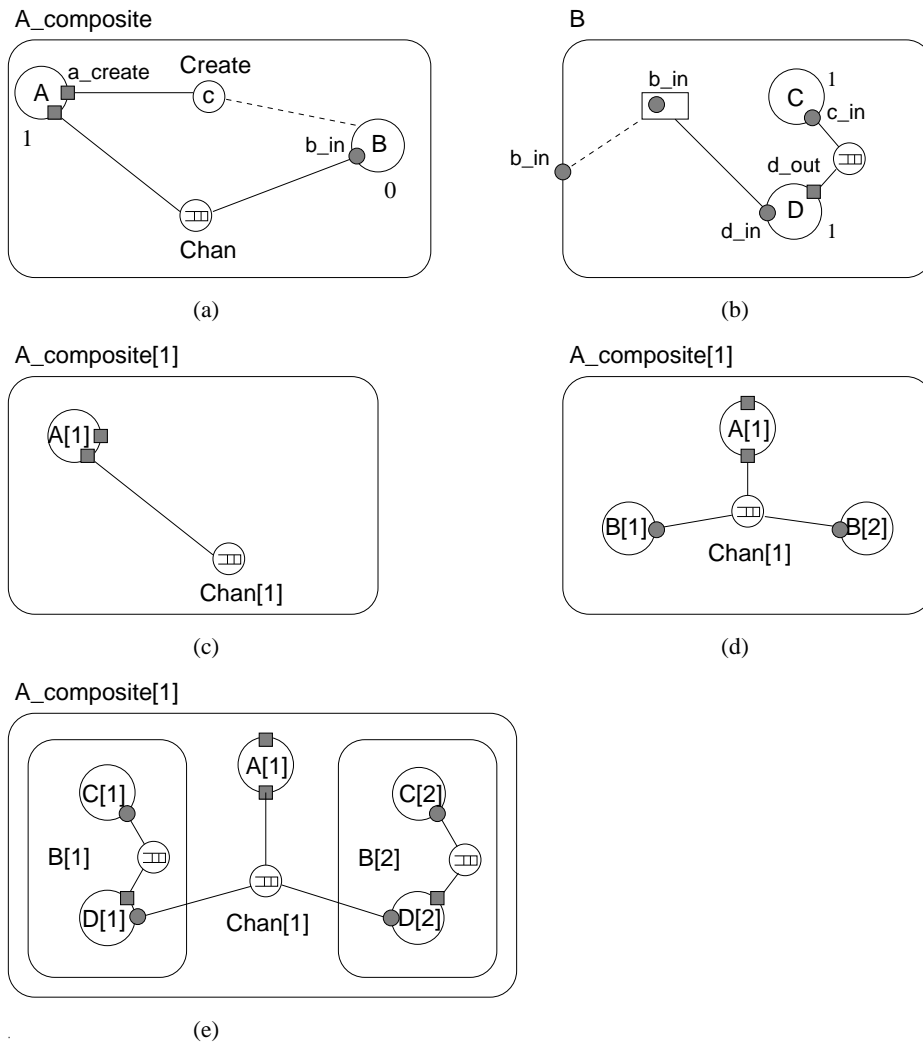 A_composite
a_create
Create
A
c
1
b_in
B
0
Chan
(a)
B
b_in
C
1
c_in
b_in
d_out
D
d_in
1
(b)
A_composite[1]
A[1]
Chan[1]
(c)
A_composite[1]
A[1]
B[1]
B[2]
Chan[1]
(d)
A_composite[1]
A[1]
C[1]
C[2]
B[1]
B[2]
D[1]
Chan[1]
D[2]
(e)